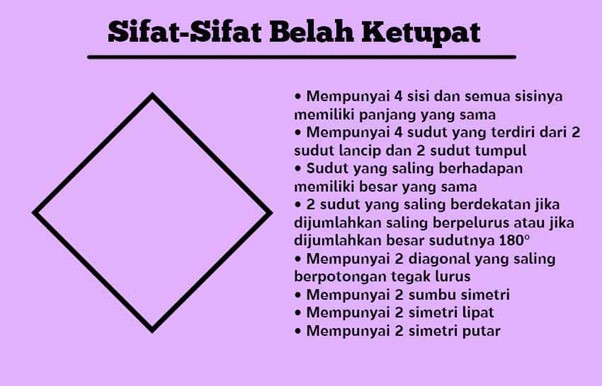 Sifat-Sifat Belah Ketupat
• Mempunyai 4 sisi dan semua sisinya
memiliki panjang yang sama
• Mempunyai 4 sudut yang terdiri dari 2
sudut lancip dan 2 sudut tumpul
• Sudut yang saling berhadapan
memiliki besar yang sama
• 2 sudut yang saling berdekatan jika
dijumlahkan saling berpelurus atau jika
dijumlahkan besar sudutnya 180°
• Mempunyai 2 diagonal yang saling
berpotongan tegak lurus
• Mempunyai 2 sumbu simetri
• Mempunyai 2 simetri lipat
• Mempunyai 2 simetri putar